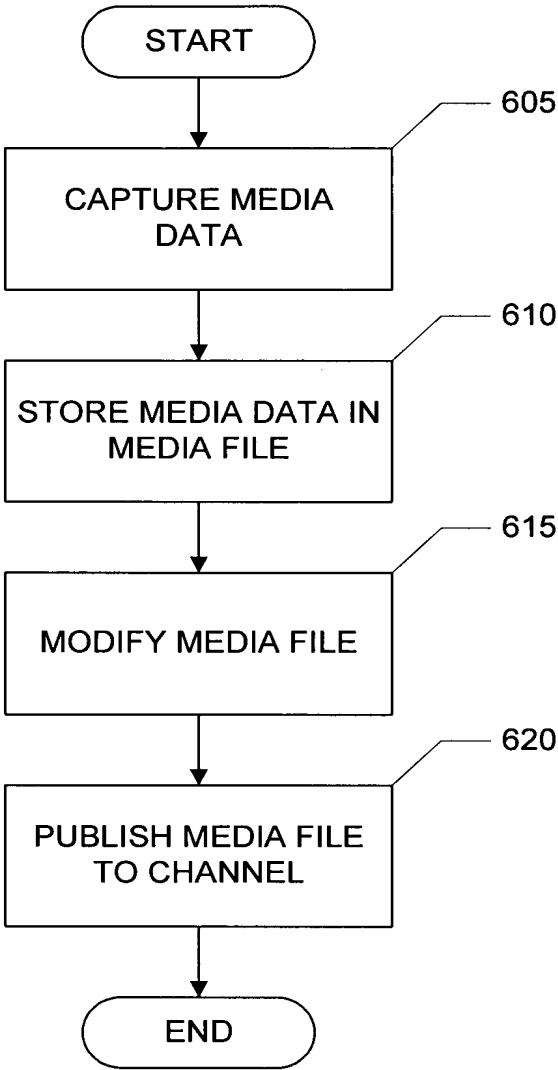 START
605
CAPTURE MEDIA
DATA
610
STORE MEDIA DATA IN
MEDIA FILE
615
MODIFY MEDIA FILE
620
PUBLISH MEDIA FILE
TO CHANNEL
END